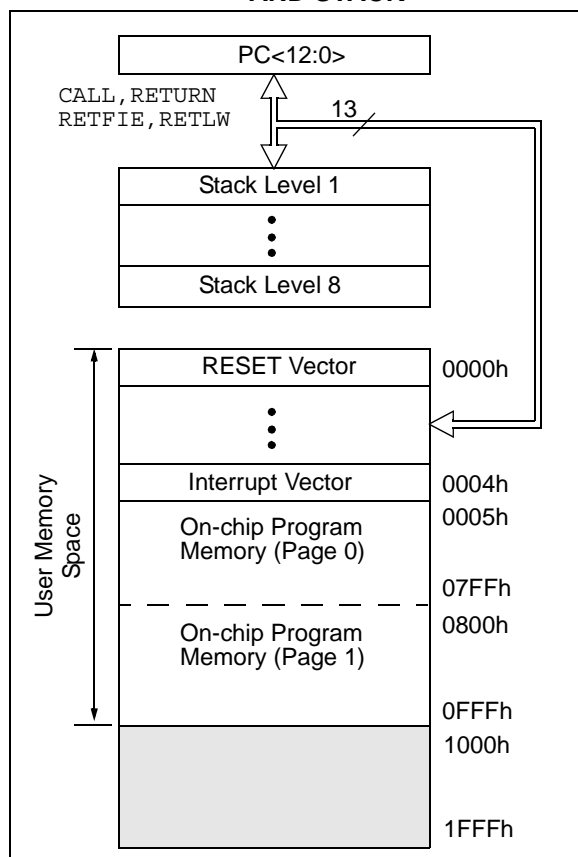 PC<12:0>
CALL,RETURN
RETFIE,RETLW
13
Stack Level 1
Stack Level 8
RESET Vector
0000h
Interrupt Vector
0004h
0005h
On-chip Program
Memory (Page 0)
07FFh
0800h
On-chip Program
Memory (Page 1)
0FFFh
1000h
1FFFh
User Memory
Space